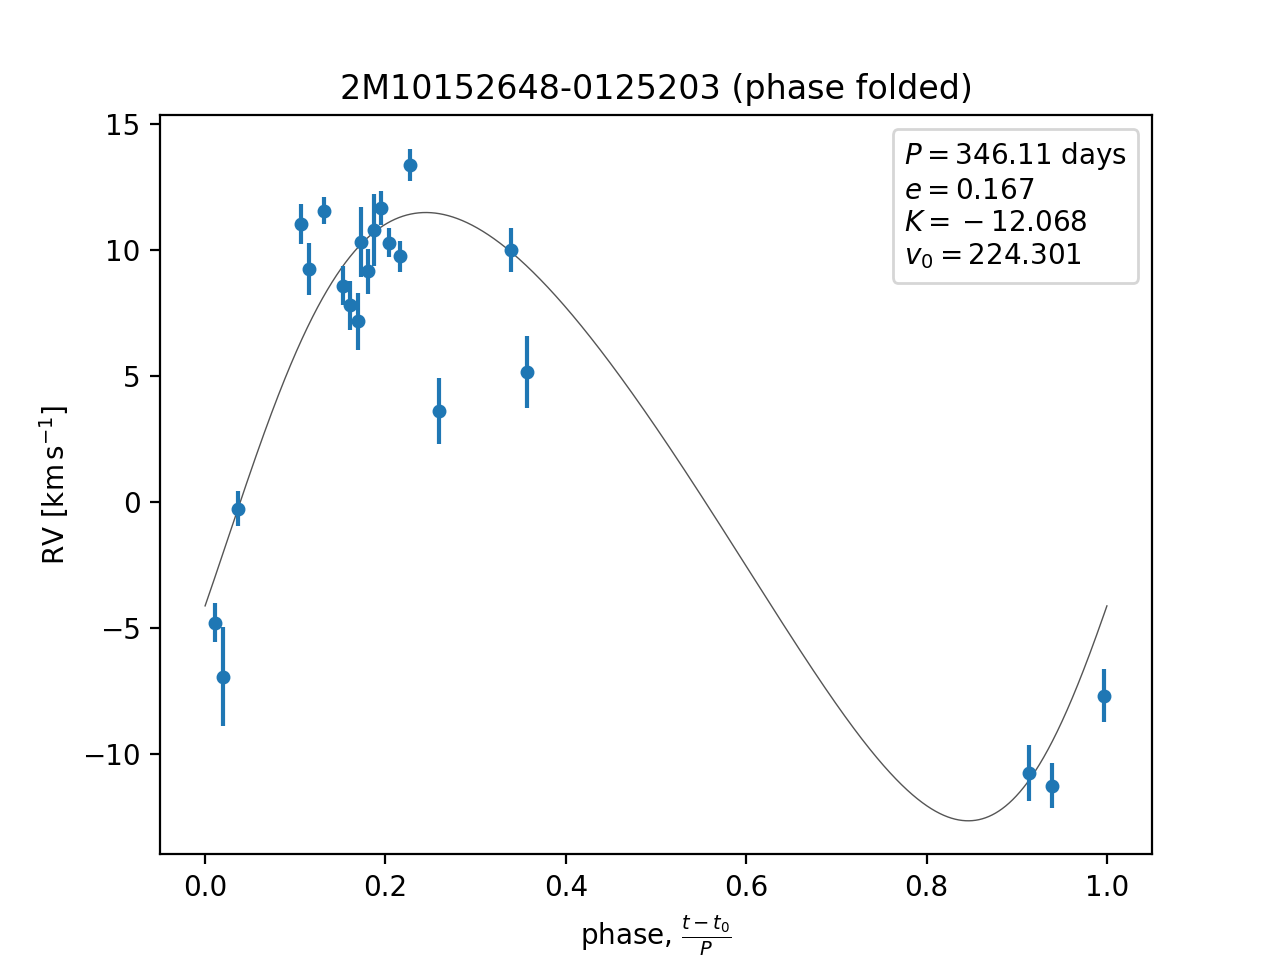 2M10152648-0125203 (phase folded)
P = 346.11 days
e = 0.167
K = −12.068
v₀ = 224.301
RV [km s⁻¹]
15
10
5
0
−5
−10
0.0 0.2 0.4 0.6 0.8 1.0
phase, (t − t₀)/P